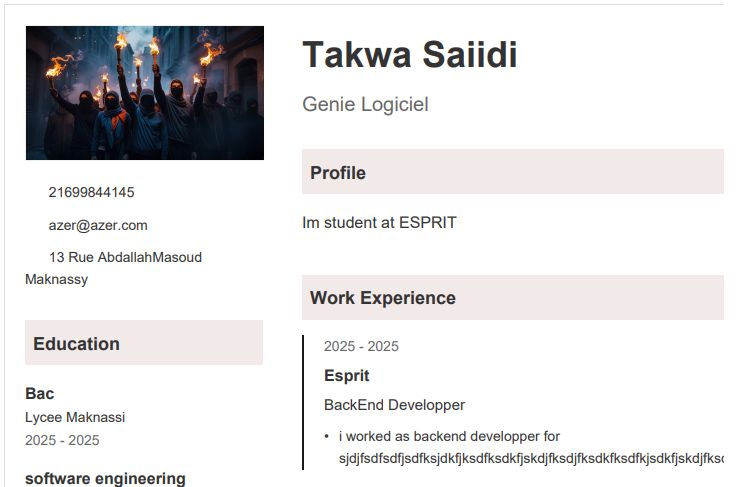 21699844145
azer@azer.com
13 Rue AbdallahMasoud
Maknassy
Education
Bac
Lycee Maknassi
2025 - 2025
software engineering
Takwa Saiidi
Genie Logiciel
Profile
Im student at ESPRIT
Work Experience
2025 - 2025
Esprit
BackEnd Developper
• i worked as backend developper for